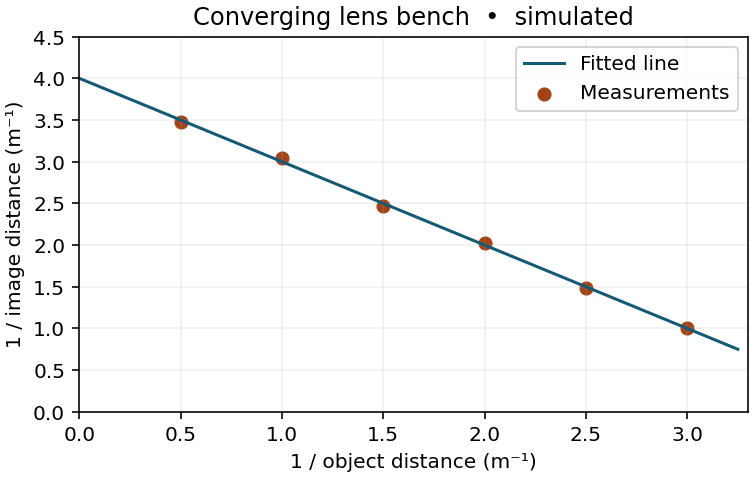 Converging lens bench • simulated
Fitted line
Measurements
1 / image distance (m⁻¹)
4.5
4.0
3.5
3.0
2.5
2.0
1.5
1.0
0.5
0.0
0.0 0.5 1.0 1.5 2.0 2.5 3.0
1 / object distance (m⁻¹)